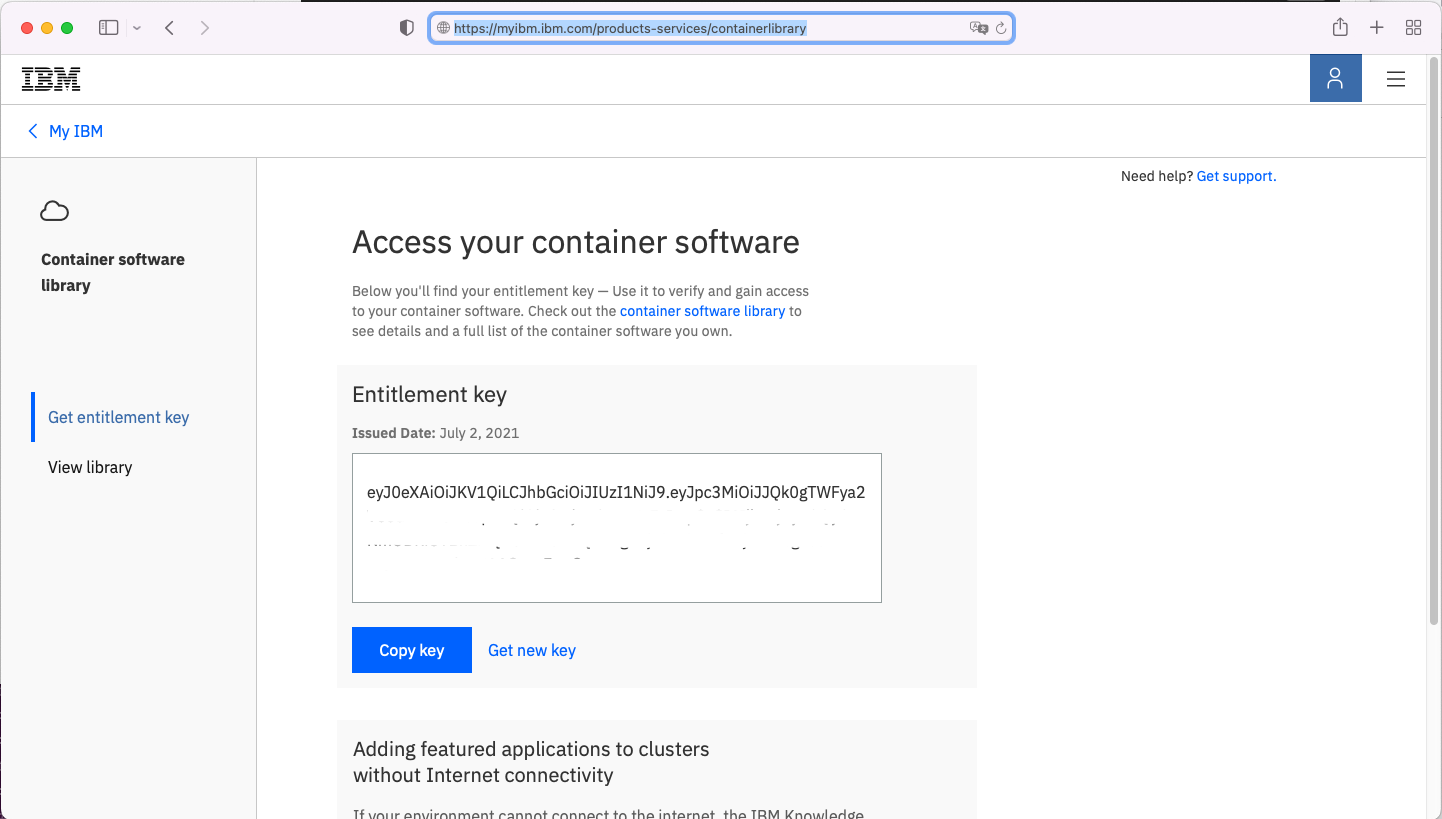 https://myibm.ibm.com/products-services/containerlibrary
IBM
My IBM
Need help? Get support.
Container software
library
Get entitlement key
View library
Access your container software
Below you'll find your entitlement key — Use it to verify and gain access
to your container software. Check out the container software library to
see details and a full list of the container software you own.
Entitlement key
Issued Date: July 2, 2021
eyJ0eXAiOiJKV1QiLCJhbGciOiJIUzI1NiJ9.eyJpc3MiOiJJQk0gTWFya2
Copy key
Get new key
Adding featured applications to clusters
without Internet connectivity
If your environment cannot connect to the internet, the IBM Knowledge